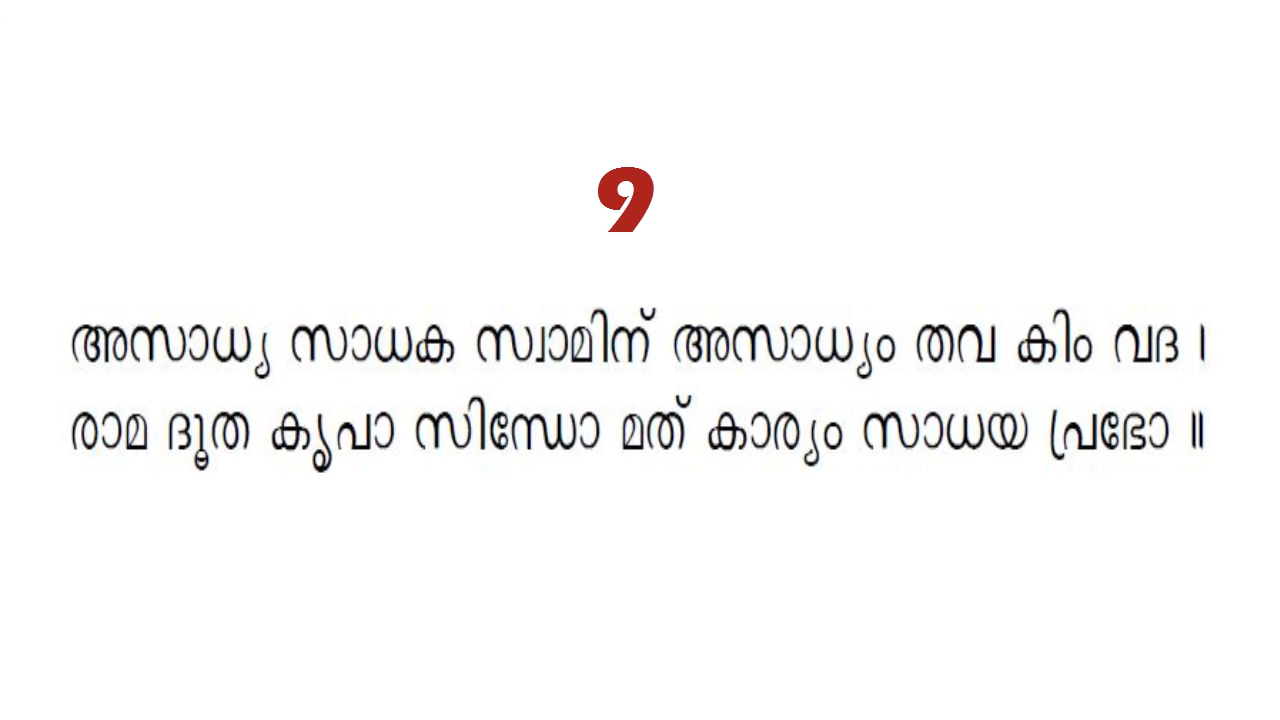 9
അസാധ്യ സാധക സ്വാമിന് അസാധ്യം തവ കിം വദ ।
രാമ ദൂത കൃപാ സിന്ധോ മത് കാര്യം സാധയ പ്രഭോ ॥